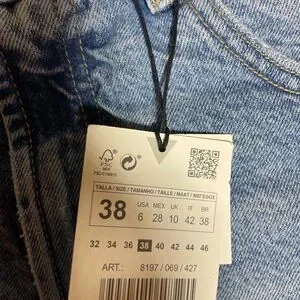 FSC
MIX
TALLA / SIZE / TAMANHO / TAILLE / MAAT /
USA MEX UK IT BR
38 6 28 10 42 38
32 34 36 38 40 42 44 46
ART.: 8197 / 069 / 427